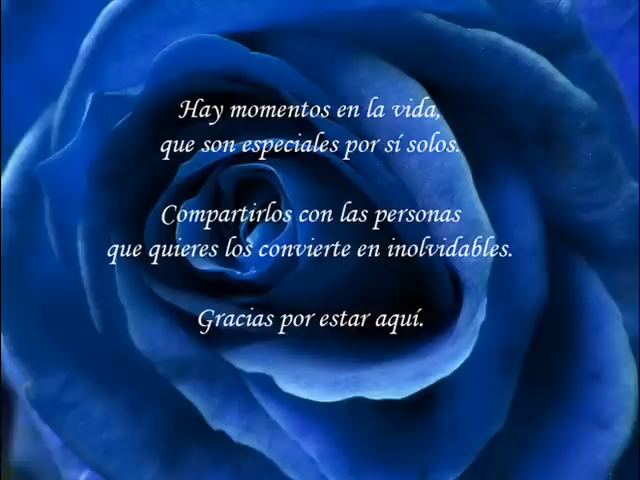 Hay momentos en la vida,
que son especiales por sí solos.
Compartirlos con las personas
que quieres los convierte en inolvidables.
Gracias por estar aquí.